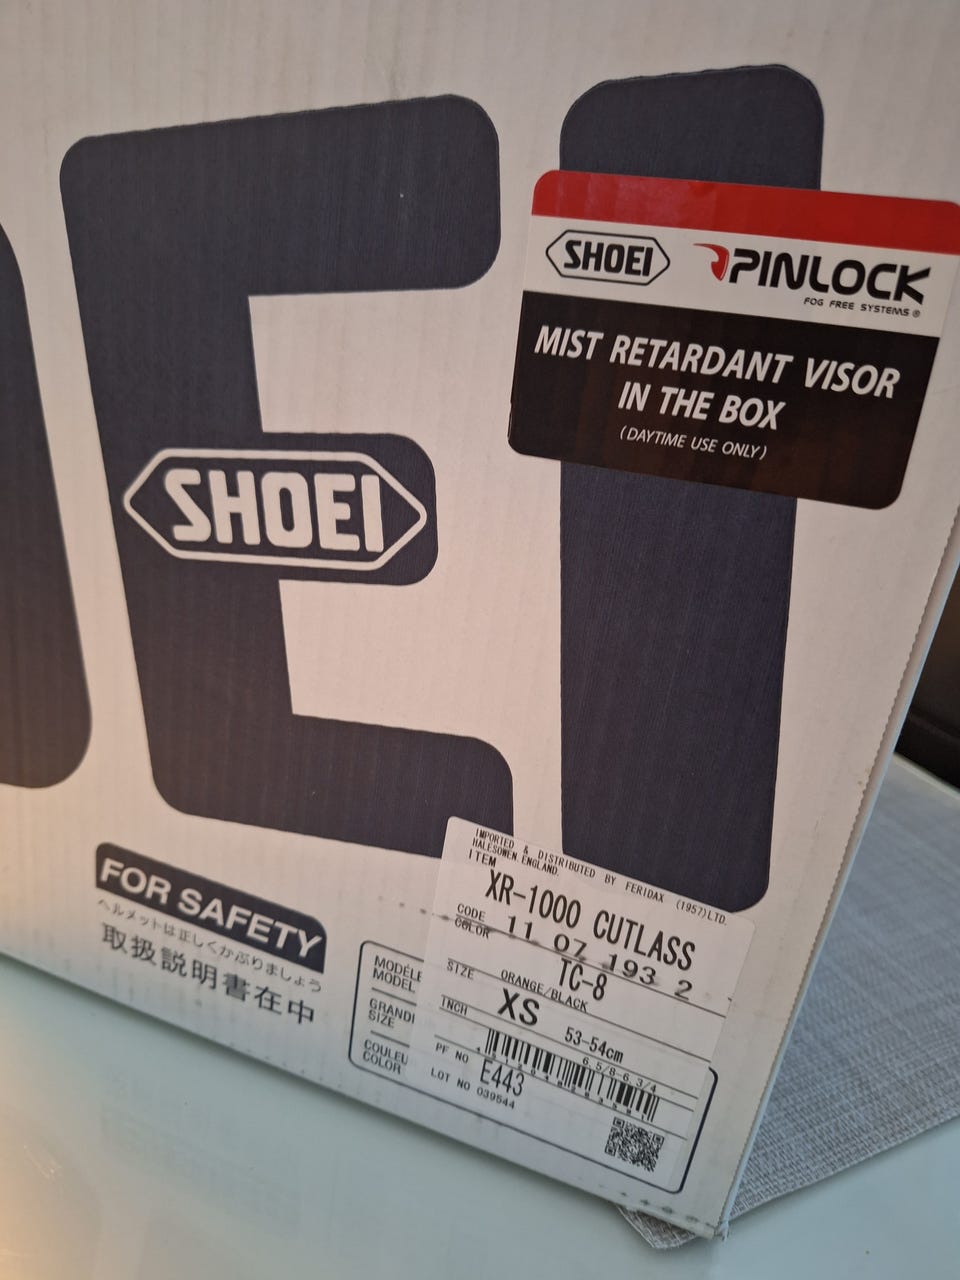 EI
SHOEI
SHOEI PINLOCK
FOG FREE SYSTEMS ®
MIST RETARDANT VISOR
IN THE BOX
(DAYTIME USE ONLY)
FOR SAFETY
ヘルメットは正しくかぶりましょう
取扱説明書在中
MODÈLE
MODEL
GRANDE
SIZE
COULEU
COLOR
IMPORTED & DISTRIBUTED BY FERIDAX (1957)LTD.
HALESOWEN.ENGLAND.
ITEM
XR-1000 CUTLASS
CODE 11 07 193 2
COLOR TC-8
ORANGE/BLACK
SIZE XS 53-54cm
INCH 6.5/8-6.3/4
PF NO E443
LOT NO 039544